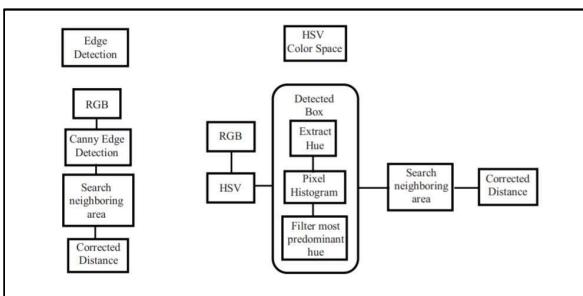 Edge
Detection
RGB
Canny Edge
Detection
Search
neighboring
area
Corrected
Distance
HSV
Color Space
RGB
HSV
Detected
Box
Extract
Hue
Pixel
Histogram
Filter most
predominant
hue
Search
neighboring
area
Corrected
Distance